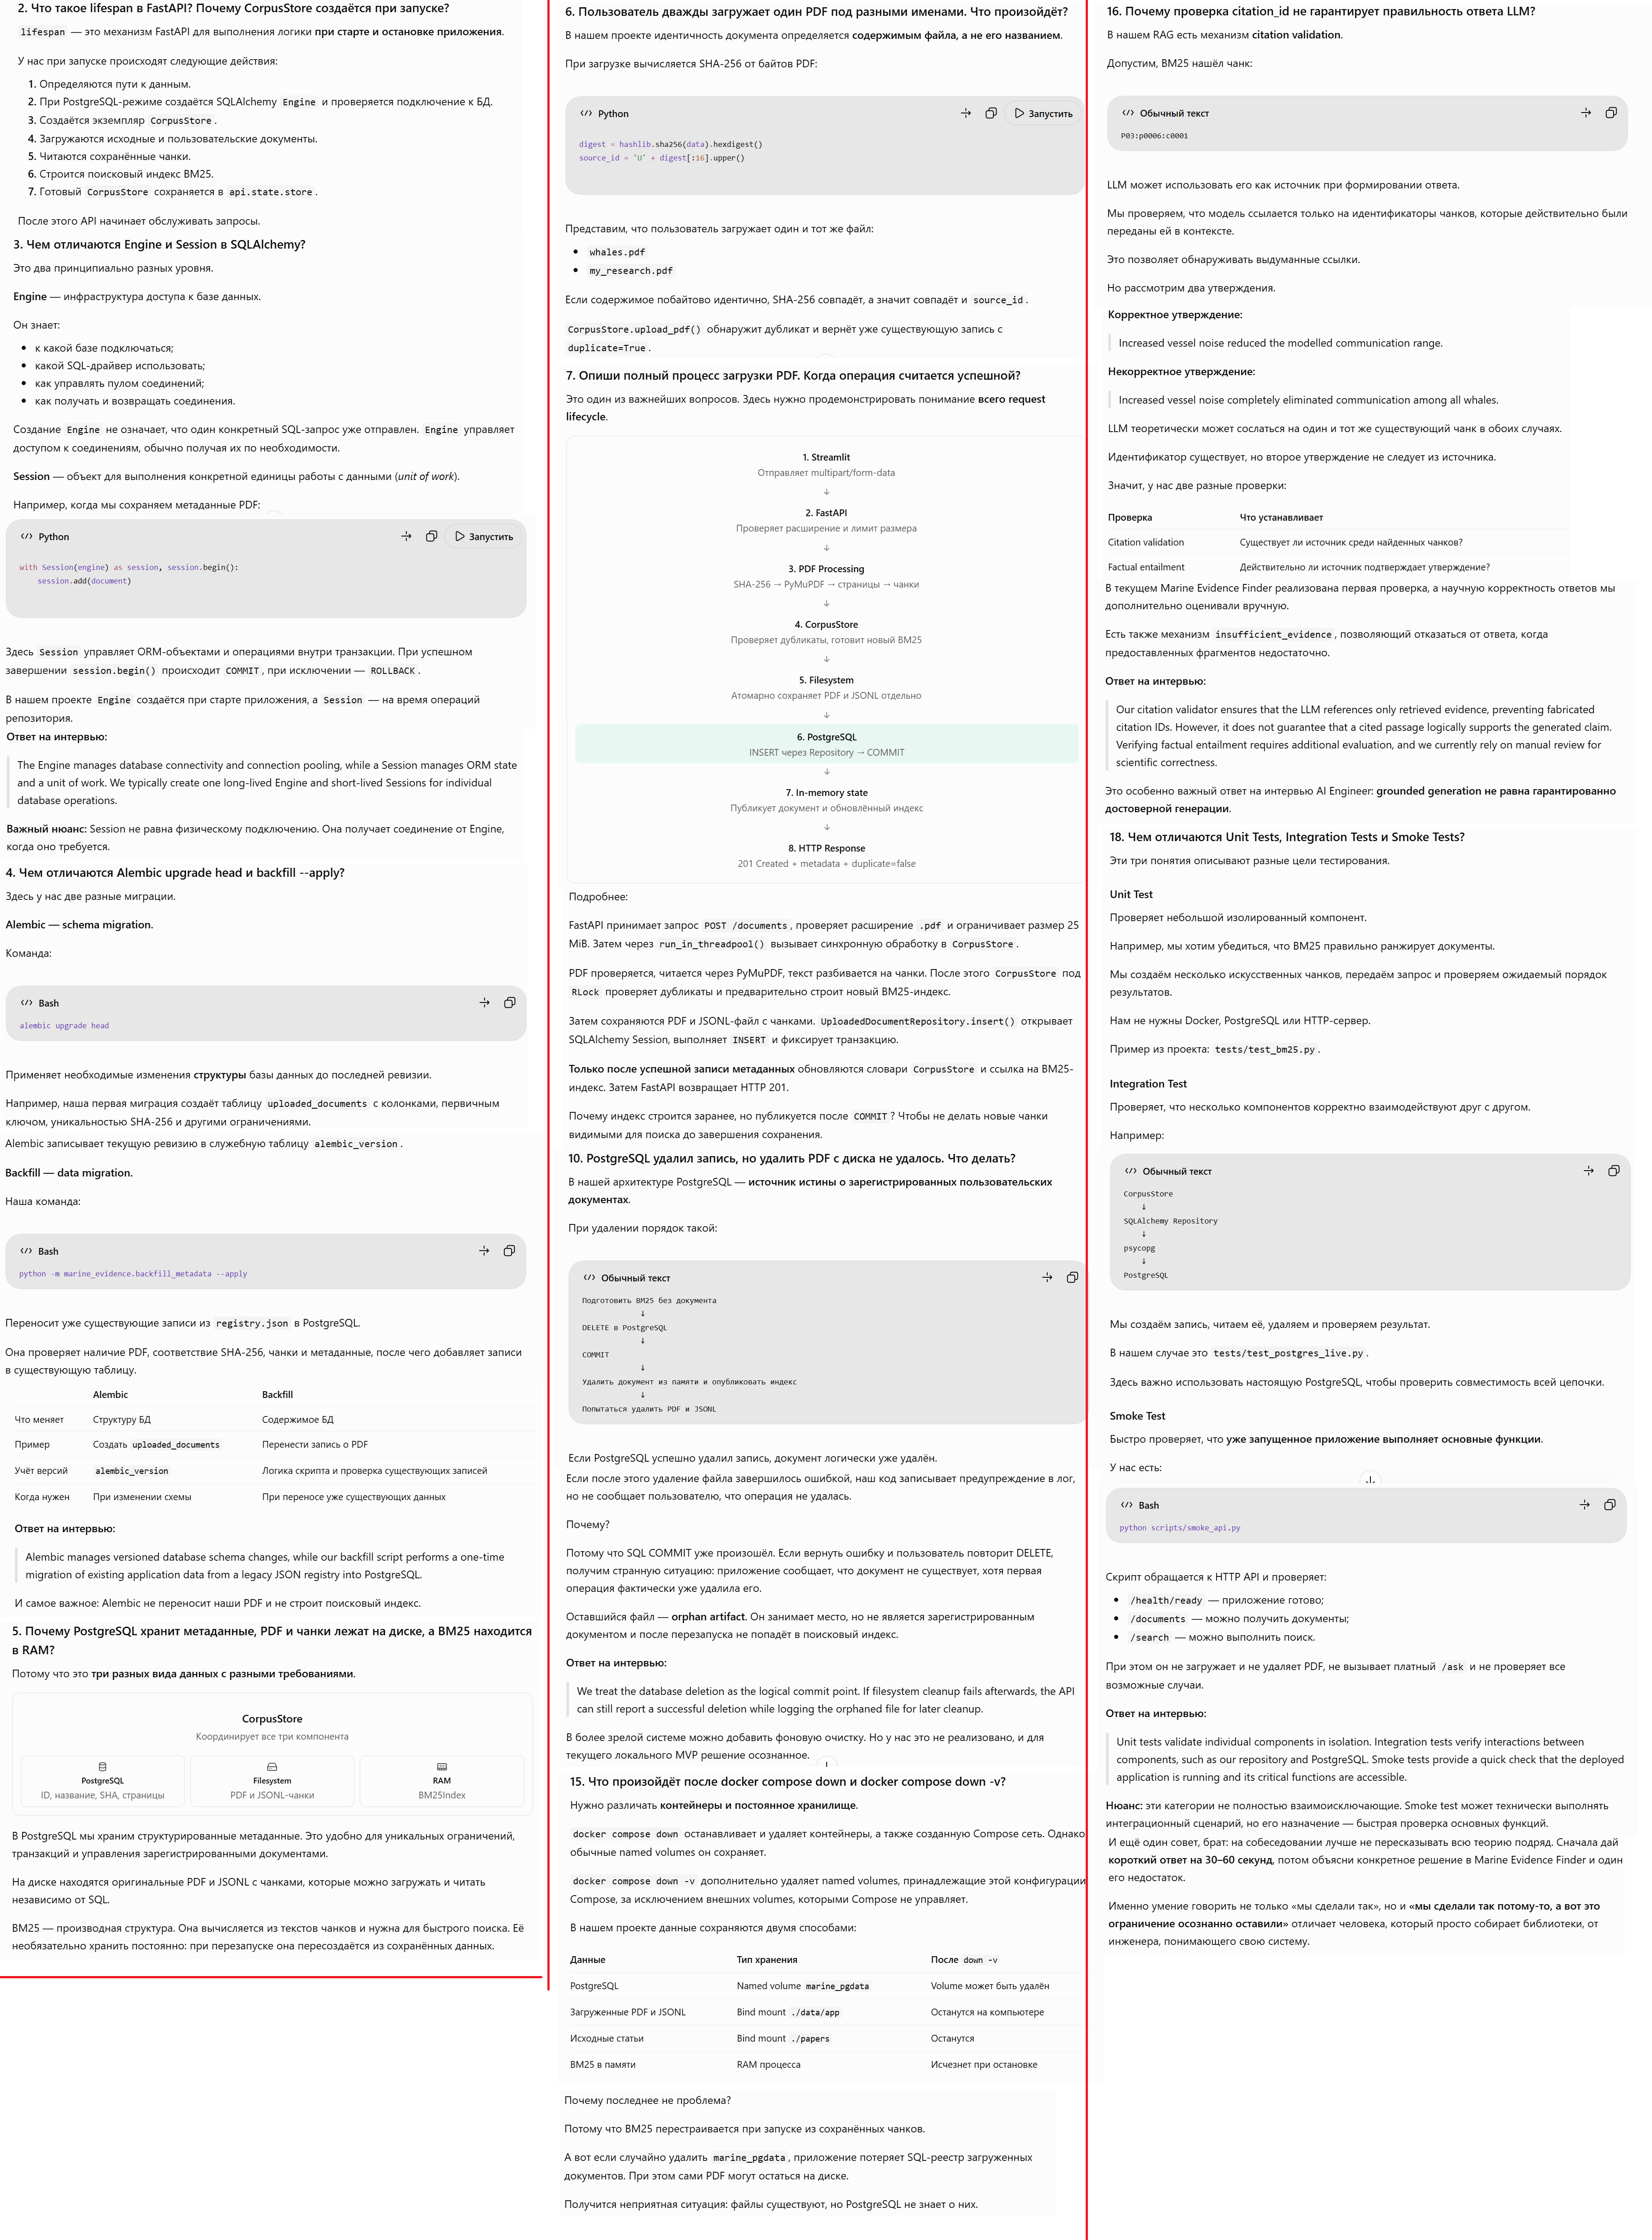 2. Что такое lifespan в FastAPI? Почему CorpusStore создаётся при запуске?
lifespan — это механизм FastAPI для выполнения логики при старте и остановке приложения.
У нас при запуске происходят следующие действия:
1. Определяются пути к данным.
2. При PostgreSQL-режиме создаётся SQLAlchemy Engine и проверяется подключение к БД.
3. Создаётся экземпляр CorpusStore.
4. Загружаются исходные и пользовательские документы.
5. Читаются сохранённые чанки.
6. Строится поисковый индекс BM25.
7. Готовый CorpusStore сохраняется в api.state.store.
После этого API начинает обслуживать запросы.
3. Чем отличаются Engine и Session в SQLAlchemy?
Это два принципиально разных уровня.
Engine — инфраструктура доступа к базе данных.
Он знает:
• к какой базе подключаться;
• какой SQL-драйвер использовать;
• как управлять пулом соединений;
• как получать и возвращать соединения.
Создание Engine не означает, что один конкретный SQL-запрос уже отправлен. Engine управляет
доступом к соединениям, обычно получая их по необходимости.
Session — объект для выполнения конкретной единицы работы с данными (unit of work).
Например, когда мы сохраняем метаданные PDF:
Python
Запустить
with Session(engine) as session, session.begin():
    session.add(document)
Здесь Session управляет ORM-объектами и операциями внутри транзакции. При успешном
завершении session.begin() происходит COMMIT, при исключении — ROLLBACK.
В нашем проекте Engine создаётся при старте приложения, а Session — на время операций
репозитория.
Ответ на интервью:
The Engine manages database connectivity and connection pooling, while a Session manages ORM state
and a unit of work. We typically create one long-lived Engine and short-lived Sessions for individual
database operations.
Важный нюанс: Session не равна физическому подключению. Она получает соединение от Engine,
когда оно требуется.
4. Чем отличаются Alembic upgrade head и backfill --apply?
Здесь у нас две разные миграции.
Alembic — schema migration.
Команда:
Bash
alembic upgrade head
Применяет необходимые изменения структуры базы данных до последней ревизии.
Например, наша первая миграция создаёт таблицу uploaded_documents с колонками, первичным
ключом, уникальностью SHA-256 и другими ограничениями.
Alembic записывает текущую ревизию в служебную таблицу alembic_version.
Backfill — data migration.
Наша команда:
Bash
python -m marine_evidence.backfill_metadata --apply
Переносит уже существующие записи из registry.json в PostgreSQL.
Она проверяет наличие PDF, соответствие SHA-256, чанки и метаданные, после чего добавляет записи
в существующую таблицу.
Alembic Backfill
Что меняет Структуру БД Содержимое БД
Пример Создать uploaded_documents Перенести запись о PDF
Учёт версий alembic_version Логика скрипта и проверка существующих записей
Когда нужен При изменении схемы При переносе уже существующих данных
Ответ на интервью:
Alembic manages versioned database schema changes, while our backfill script performs a one-time
migration of existing application data from a legacy JSON registry into PostgreSQL.
И самое важное: Alembic не переносит наши PDF и не строит поисковый индекс.
5. Почему PostgreSQL хранит метаданные, PDF и чанки лежат на диске, а BM25 находится
в RAM?
Потому что это три разных вида данных с разными требованиями.
CorpusStore
Координирует все три компонента
PostgreSQL Filesystem RAM
ID, название, SHA, страницы PDF и JSONL-чанки BM25Index
В PostgreSQL мы храним структурированные метаданные. Это удобно для уникальных ограничений,
транзакций и управления зарегистрированными документами.
На диске находятся оригинальные PDF и JSONL с чанками, которые можно загружать и читать
независимо от SQL.
BM25 — производная структура. Она вычисляется из текстов чанков и нужна для быстрого поиска. Её
необязательно хранить постоянно: при перезапуске она пересоздаётся из сохранённых данных.
6. Пользователь дважды загружает один PDF под разными именами. Что произойдёт?
В нашем проекте идентичность документа определяется содержимым файла, а не его названием.
При загрузке вычисляется SHA-256 от байтов PDF:
Python
Запустить
digest = hashlib.sha256(data).hexdigest()
source_id = 'U' + digest[:16].upper()
Представим, что пользователь загружает один и тот же файл:
• whales.pdf
• my_research.pdf
Если содержимое побайтово идентично, SHA-256 совпадёт, а значит совпадёт и source_id.
CorpusStore.upload_pdf() обнаружит дубликат и вернёт уже существующую запись с
duplicate=True.
7. Опиши полный процесс загрузки PDF. Когда операция считается успешной?
Это один из важнейших вопросов. Здесь нужно продемонстрировать понимание всего request
lifecycle.
1. Streamlit
Отправляет multipart/form-data
↓
2. FastAPI
Проверяет расширение и лимит размера
↓
3. PDF Processing
SHA-256 → PyMuPDF → страницы → чанки
↓
4. CorpusStore
Проверяет дубликаты, готовит новый BM25
↓
5. Filesystem
Атомарно сохраняет PDF и JSONL отдельно
↓
6. PostgreSQL
INSERT через Repository → COMMIT
↓
7. In-memory state
Публикует документ и обновлённый индекс
↓
8. HTTP Response
201 Created + metadata + duplicate=false
Подробнее:
FastAPI принимает запрос POST /documents, проверяет расширение .pdf и ограничивает размер 25
MiB. Затем через run_in_threadpool() вызывает синхронную обработку в CorpusStore.
PDF проверяется, читается через PyMuPDF, текст разбивается на чанки. После этого CorpusStore под
RLock проверяет дубликаты и предварительно строит новый BM25-индекс.
Затем сохраняются PDF и JSONL-файл с чанками. UploadedDocumentRepository.insert() открывает
SQLAlchemy Session, выполняет INSERT и фиксирует транзакцию.
Только после успешной записи метаданных обновляются словари CorpusStore и ссылка на BM25-
индекс. Затем FastAPI возвращает HTTP 201.
Почему индекс строится заранее, но публикуется после COMMIT? Чтобы не делать новые чанки
видимыми для поиска до завершения сохранения.
10. PostgreSQL удалил запись, но удалить PDF с диска не удалось. Что делать?
В нашей архитектуре PostgreSQL — источник истины о зарегистрированных пользовательских
документах.
При удалении порядок такой:
Обычный текст
Подготовить BM25 без документа
↓
DELETE в PostgreSQL
↓
COMMIT
↓
Удалить документ из памяти и опубликовать индекс
↓
Попытаться удалить PDF и JSONL
Если PostgreSQL успешно удалил запись, документ логически уже удалён.
Если после этого удаление файла завершилось ошибкой, наш код записывает предупреждение в лог,
но не сообщает пользователю, что операция не удалась.
Почему?
Потому что SQL COMMIT уже произошёл. Если вернуть ошибку и пользователь повторит DELETE,
получим странную ситуацию: приложение сообщает, что документ не существует, хотя первая
операция фактически уже удалила его.
Оставшийся файл — orphan artifact. Он занимает место, но не является зарегистрированным
документом и после перезапуска не попадёт в поисковый индекс.
Ответ на интервью:
We treat the database deletion as the logical commit point. If filesystem cleanup fails afterwards, the API
can still report a successful deletion while logging the orphaned file for later cleanup.
В более зрелой системе можно добавить фоновую очистку. Но у нас это не реализовано, и для
текущего локального MVP решение осознанное.
15. Что произойдёт после docker compose down и docker compose down -v?
Нужно различать контейнеры и постоянное хранилище.
docker compose down останавливает и удаляет контейнеры, а также созданную Compose сеть. Однако
обычные named volumes он сохраняет.
docker compose down -v дополнительно удаляет named volumes, принадлежащие этой конфигурации
Compose, за исключением внешних volumes, которыми Compose не управляет.
В нашем проекте данные сохраняются двумя способами:
Данные Тип хранения После down -v
PostgreSQL Named volume marine_pgdata Volume может быть удалён
Загруженные PDF и JSONL Bind mount ./data/app Останутся на компьютере
Исходные статьи Bind mount ./papers Останутся
BM25 в памяти RAM процесса Исчезнет при остановке
Почему последнее не проблема?
Потому что BM25 перестраивается при запуске из сохранённых чанков.
А вот если случайно удалить marine_pgdata, приложение потеряет SQL-реестр загруженных
документов. При этом сами PDF могут остаться на диске.
Получится неприятная ситуация: файлы существуют, но PostgreSQL не знает о них.
16. Почему проверка citation_id не гарантирует правильность ответа LLM?
В нашем RAG есть механизм citation validation.
Допустим, BM25 нашёл чанк:
Обычный текст
P03:p0006:c0001
LLM может использовать его как источник при формировании ответа.
Мы проверяем, что модель ссылается только на идентификаторы чанков, которые действительно были
переданы ей в контексте.
Это позволяет обнаруживать выдуманные ссылки.
Но рассмотрим два утверждения.
Корректное утверждение:
Increased vessel noise reduced the modelled communication range.
Некорректное утверждение:
Increased vessel noise completely eliminated communication among all whales.
LLM теоретически может сослаться на один и тот же существующий чанк в обоих случаях.
Идентификатор существует, но второе утверждение не следует из источника.
Значит, у нас две разные проверки:
Проверка Что устанавливает
Citation validation Существует ли источник среди найденных чанков?
Factual entailment Действительно ли источник подтверждает утверждение?
В текущем Marine Evidence Finder реализована первая проверка, а научную корректность ответов мы
дополнительно оценивали вручную.
Есть также механизм insufficient_evidence, позволяющий отказаться от ответа, когда
предоставленных фрагментов недостаточно.
Ответ на интервью:
Our citation validator ensures that the LLM references only retrieved evidence, preventing fabricated
citation IDs. However, it does not guarantee that a cited passage logically supports the generated claim.
Verifying factual entailment requires additional evaluation, and we currently rely on manual review for
scientific correctness.
Это особенно важный ответ на интервью AI Engineer: grounded generation не равна гарантированно
достоверной генерации.
18. Чем отличаются Unit Tests, Integration Tests и Smoke Tests?
Эти три понятия описывают разные цели тестирования.
Unit Test
Проверяет небольшой изолированный компонент.
Например, мы хотим убедиться, что BM25 правильно ранжирует документы.
Мы создаём несколько искусственных чанков, передаём запрос и проверяем ожидаемый порядок
результатов.
Нам не нужны Docker, PostgreSQL или HTTP-сервер.
Пример из проекта: tests/test_bm25.py.
Integration Test
Проверяет, что несколько компонентов корректно взаимодействуют друг с другом.
Например:
Обычный текст
CorpusStore
↓
SQLAlchemy Repository
↓
psycopg
↓
PostgreSQL
Мы создаём запись, читаем её, удаляем и проверяем результат.
В нашем случае это tests/test_postgres_live.py.
Здесь важно использовать настоящую PostgreSQL, чтобы проверить совместимость всей цепочки.
Smoke Test
Быстро проверяет, что уже запущенное приложение выполняет основные функции.
У нас есть:
Bash
python scripts/smoke_api.py
Скрипт обращается к HTTP API и проверяет:
• /health/ready — приложение готово;
• /documents — можно получить документы;
• /search — можно выполнить поиск.
При этом он не загружает и не удаляет PDF, не вызывает платный /ask и не проверяет все
возможные случаи.
Ответ на интервью:
Unit tests validate individual components in isolation. Integration tests verify interactions between
components, such as our repository and PostgreSQL. Smoke tests provide a quick check that the deployed
application is running and its critical functions are accessible.
Нюанс: эти категории не полностью взаимоисключающие. Smoke test может технически выполнять
интеграционный сценарий, но его назначение — быстрая проверка основных функций.
И ещё один совет, брат: на собеседовании лучше не пересказывать всю теорию подряд. Сначала дай
короткий ответ на 30–60 секунд, потом объясни конкретное решение в Marine Evidence Finder и один
его недостаток.
Именно умение говорить не только «мы сделали так», но и «мы сделали так потому-то, а вот это
ограничение осознанно оставили» отличает человека, который просто собирает библиотеки, от
инженера, понимающего свою систему.